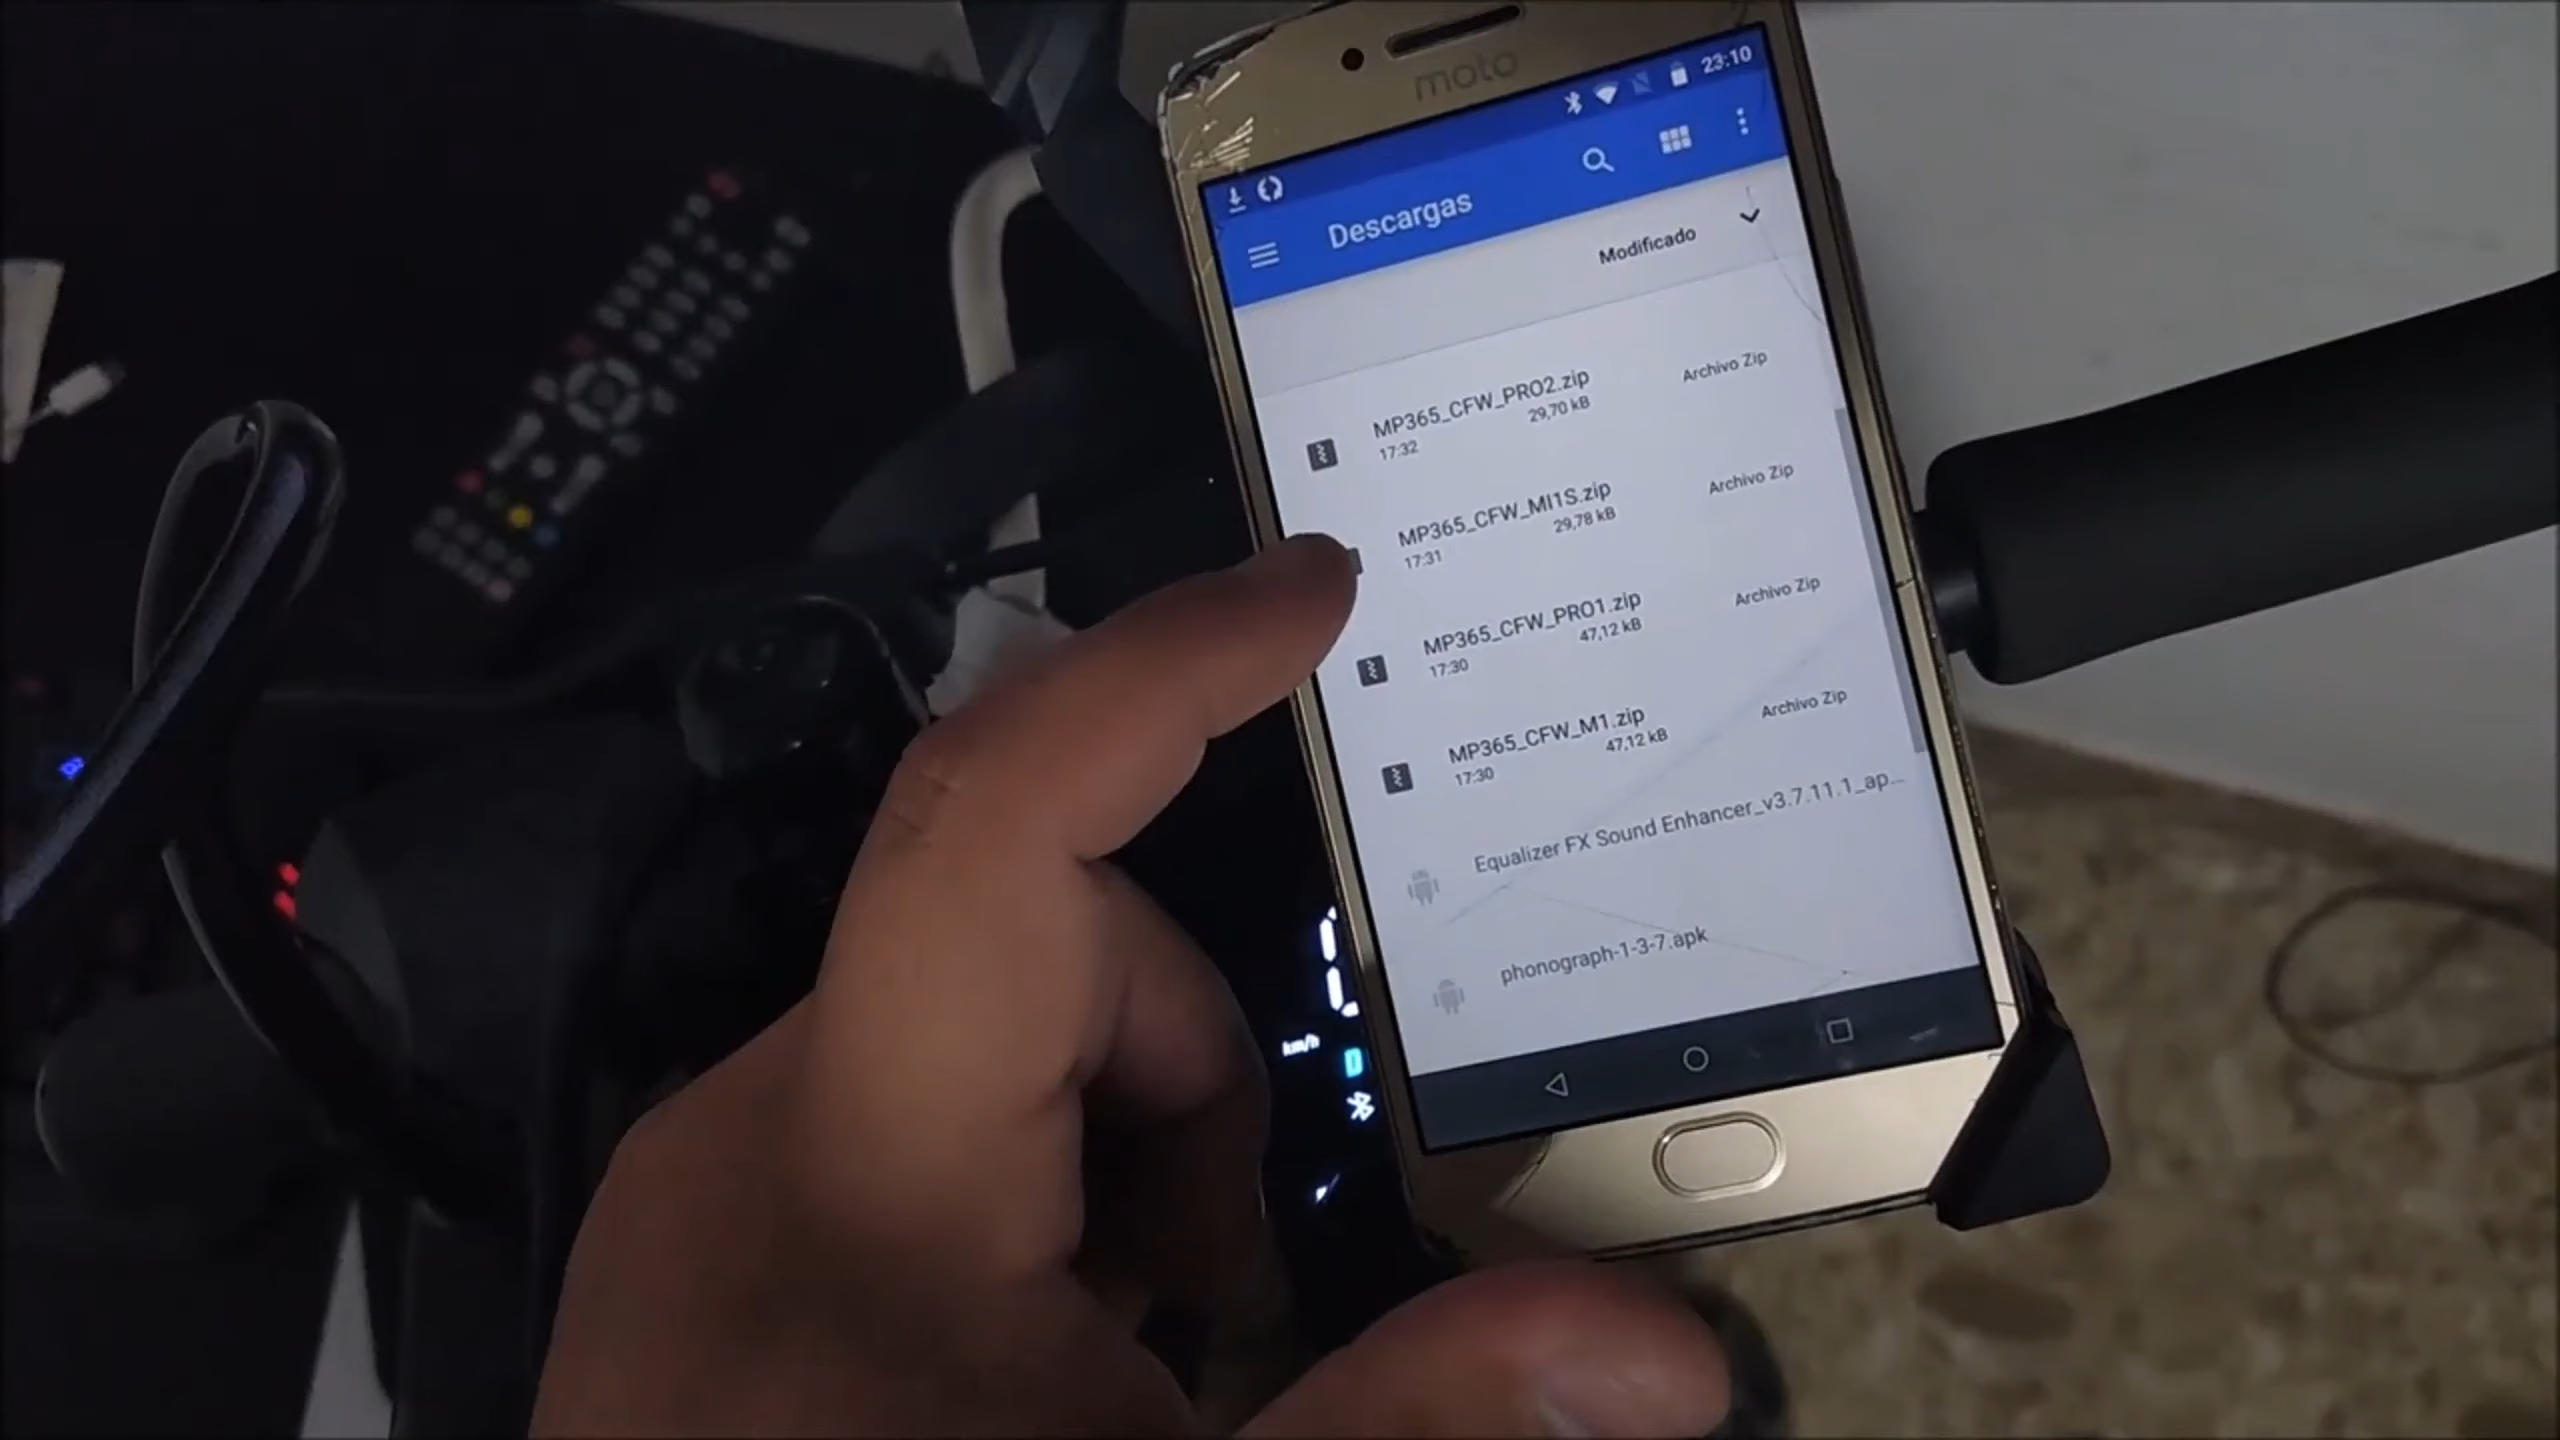 moto
23:10
Descargas
Modificado
MP365_CFW_PRO2.zip
17:32 29,70 kB Archivo Zip
MP365_CFW_MI1S.zip
17:31 29,78 kB Archivo Zip
MP365_CFW_PRO1.zip
17:30 47,12 kB Archivo Zip
MP365_CFW_M1.zip
17:30 47,12 kB Archivo Zip
Equalizer FX Sound Enhancer_v3.7.11.1_ap...
phonograph-1-3-7.apk
km/h
D